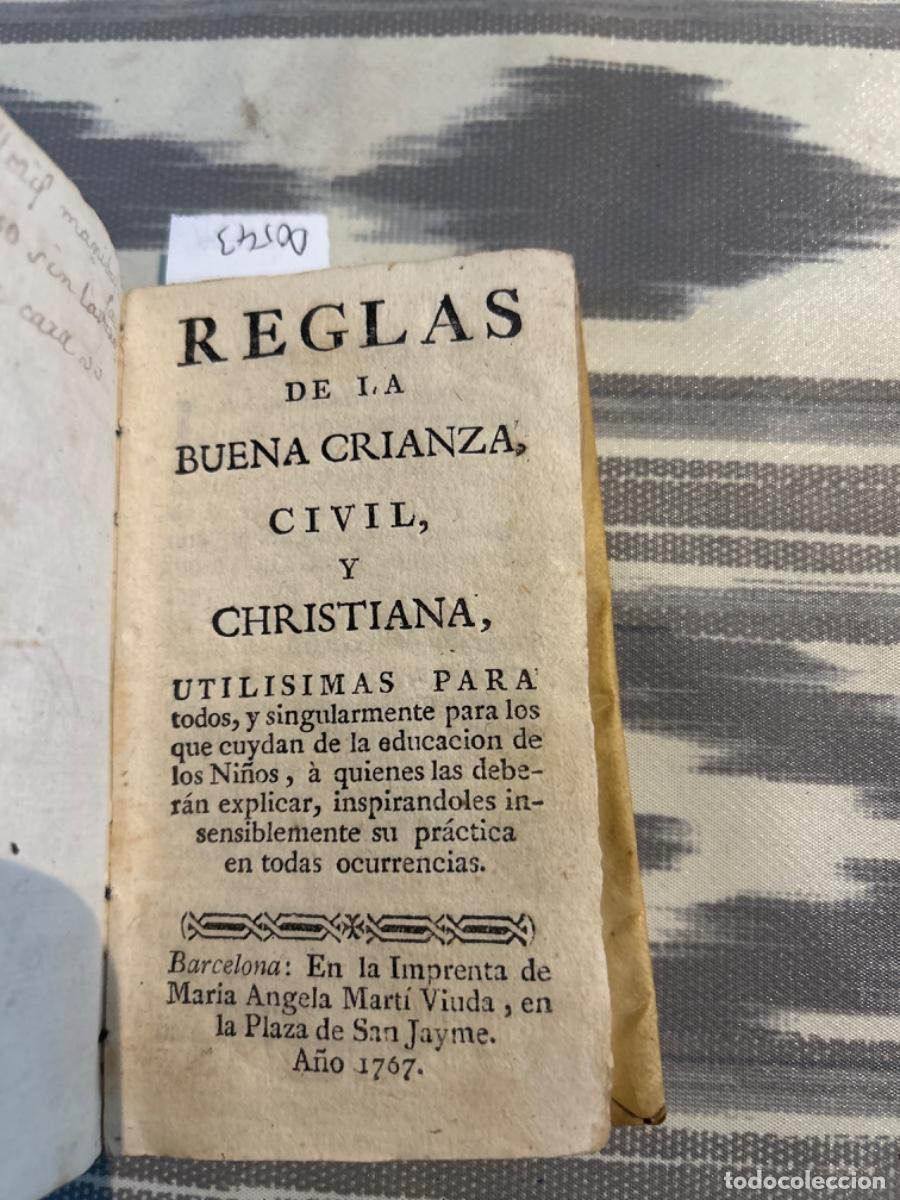 00543
REGLAS
DE LA
BUENA CRIANZA,
CIVIL,
Y
CHRISTIANA,
UTILISIMAS PARA
todos, y singularmente para los
que cuydan de la educacion de
los Niños, à quienes las debe-
rán explicar, inspirandoles in-
sensiblemente su práctica
en todas ocurrencias.
Barcelona: En la Imprenta de
Maria Angela Martí Viuda, en
la Plaza de San Jayme.
Año 1767.
todocoleccion